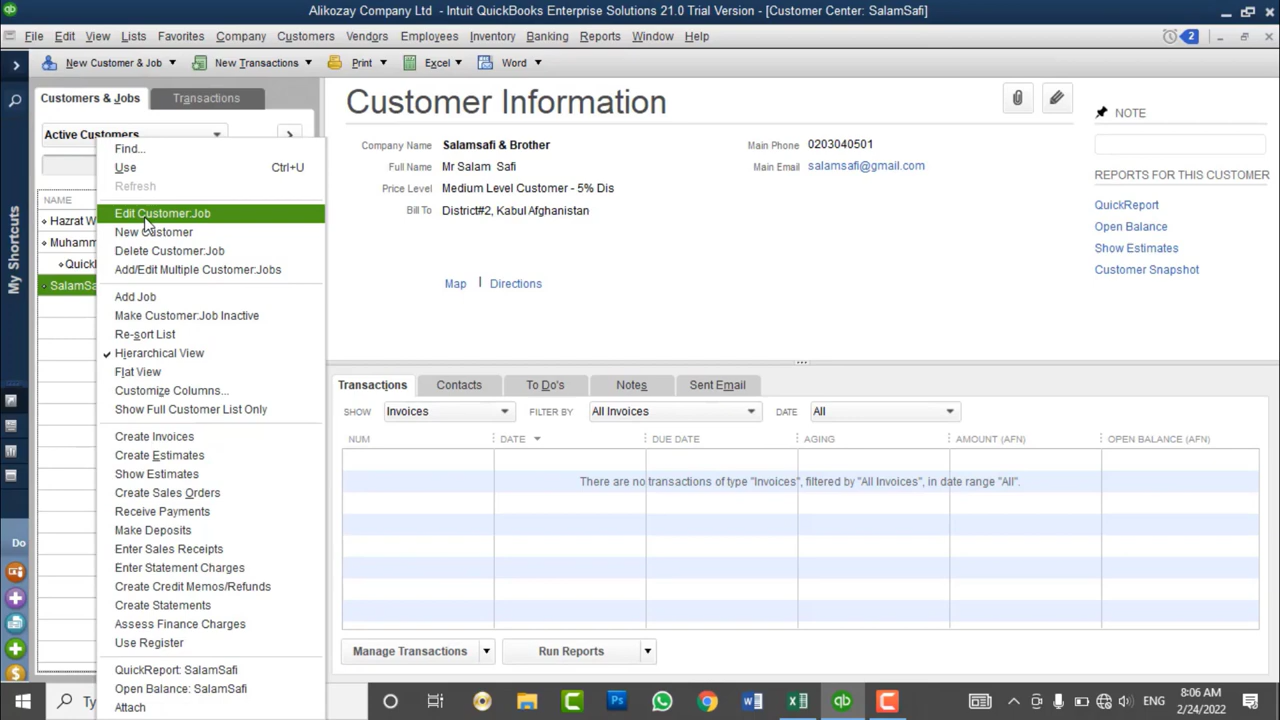 Alikozay Company Ltd - Intuit QuickBooks Enterprise Solutions 21.0 Trial Version - [Customer Center: SalamSafi]
File Edit View Lists Favorites Company Customers Vendors Employees Inventory Banking Reports Window Help 2
New Customer & Job New Transactions Print Excel Word
Customers & Jobs Transactions
Active Customers
NAME
Hazrat W
Muhamm
Quick
SalamSa
My Shortcuts
Do
Find...
Use Ctrl+U
Refresh
Edit Customer:Job
New Customer
Delete Customer:Job
Add/Edit Multiple Customer:Jobs
Add Job
Make Customer:Job Inactive
Re-sort List
Hierarchical View
Flat View
Customize Columns...
Show Full Customer List Only
Create Invoices
Create Estimates
Show Estimates
Create Sales Orders
Receive Payments
Make Deposits
Enter Sales Receipts
Enter Statement Charges
Create Credit Memos/Refunds
Create Statements
Assess Finance Charges
Use Register
QuickReport: SalamSafi
Open Balance: SalamSafi
Attach
Customer Information
Company Name Salamsafi & Brother
Full Name Mr Salam Safi
Price Level Medium Level Customer - 5% Dis
Bill To District#2, Kabul Afghanistan
Main Phone 0203040501
Main Email salamsafi@gmail.com
Map | Directions
NOTE
REPORTS FOR THIS CUSTOMER
QuickReport
Open Balance
Show Estimates
Customer Snapshot
Transactions Contacts To Do's Notes Sent Email
SHOW Invoices FILTER BY All Invoices DATE All
NUM DATE DUE DATE AGING AMOUNT (AFN) OPEN BALANCE (AFN)
There are no transactions of type "Invoices", filtered by "All Invoices", in date range "All".
Manage Transactions Run Reports
Ty
ENG
8:06 AM
2/24/2022